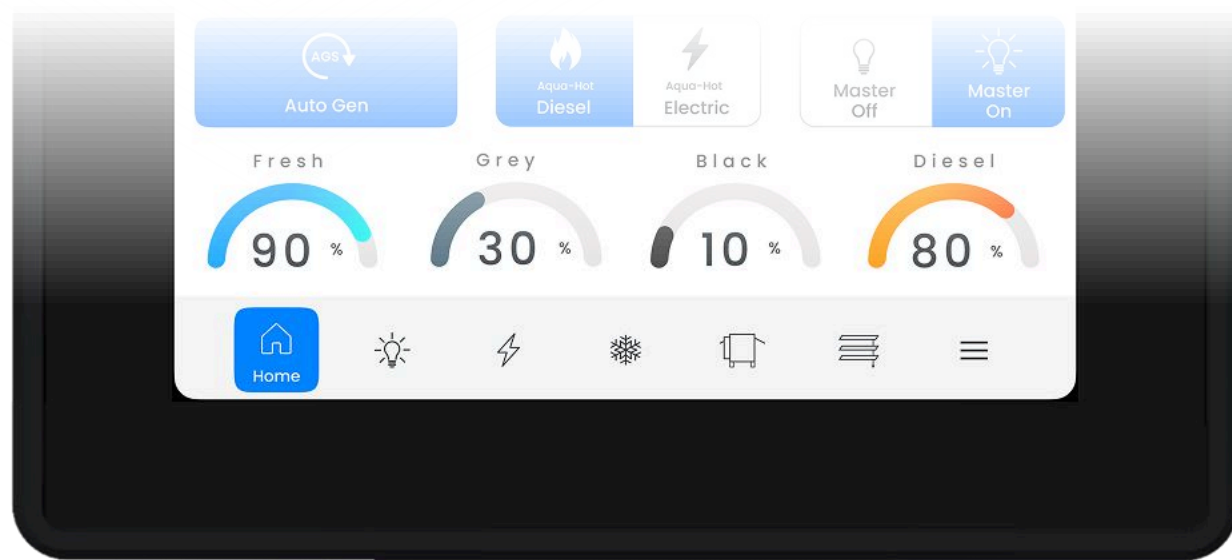 AGS
Auto Gen
Aqua-Hot
Diesel
Aqua-Hot
Electric
Master
Off
Master
On
Fresh
Grey
Black
Diesel
90 %
30 %
10 %
80 %
Home